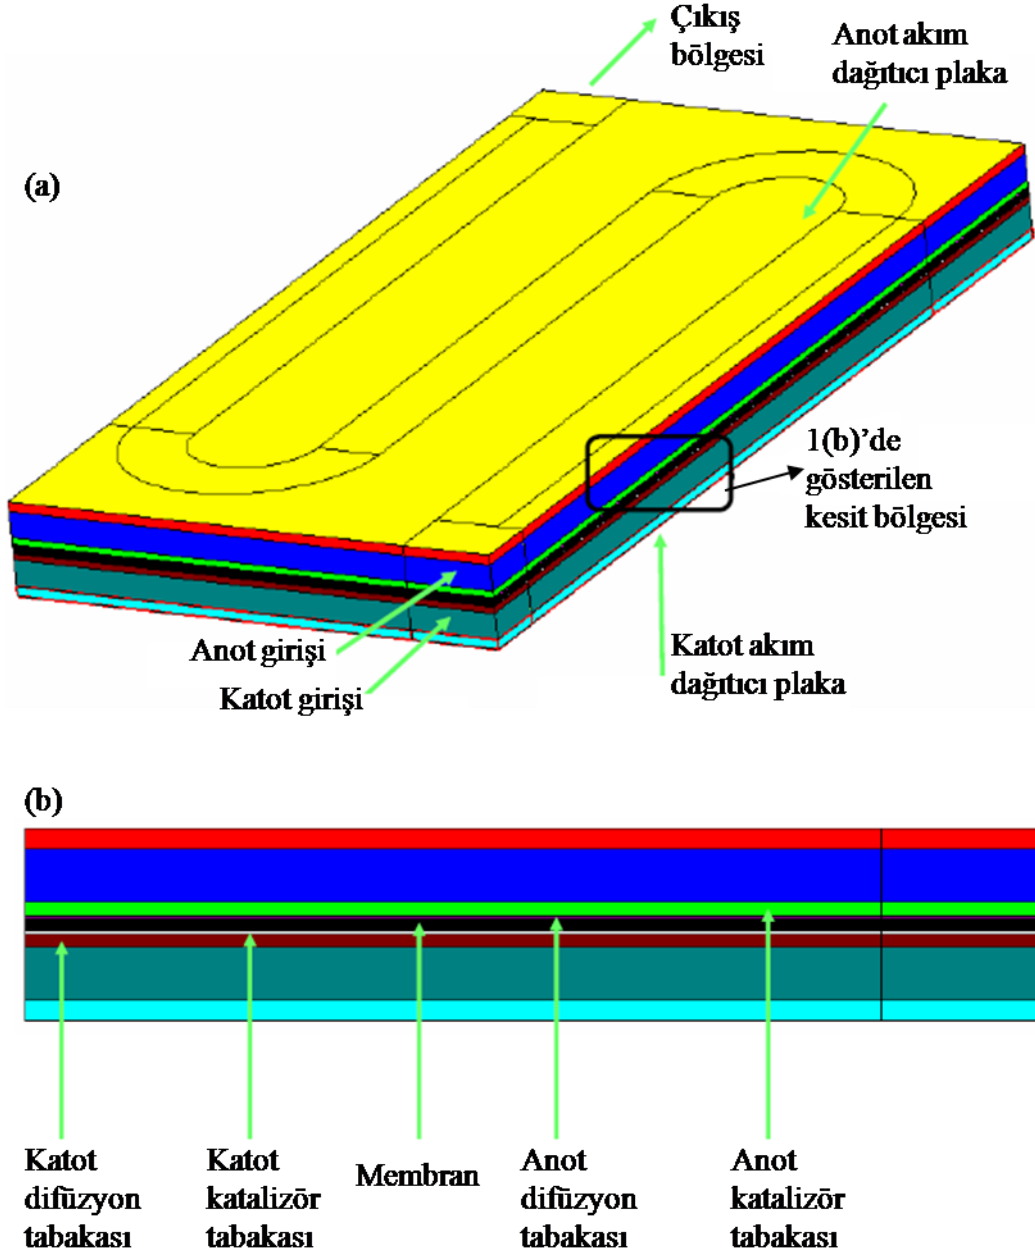 Çıkış
bölgesi
Anot akım
dağıtıcı plaka
(a)
1(b)’de
gösterilen
kesit bölgesi
Anot girişi
Katot girişi
Katot akım
dağıtıcı plaka
(b)
Katot
difüzyon
tabakası
Katot
katalizör
tabakası
Membran
Anot
difüzyon
tabakası
Anot
katalizör
tabakası